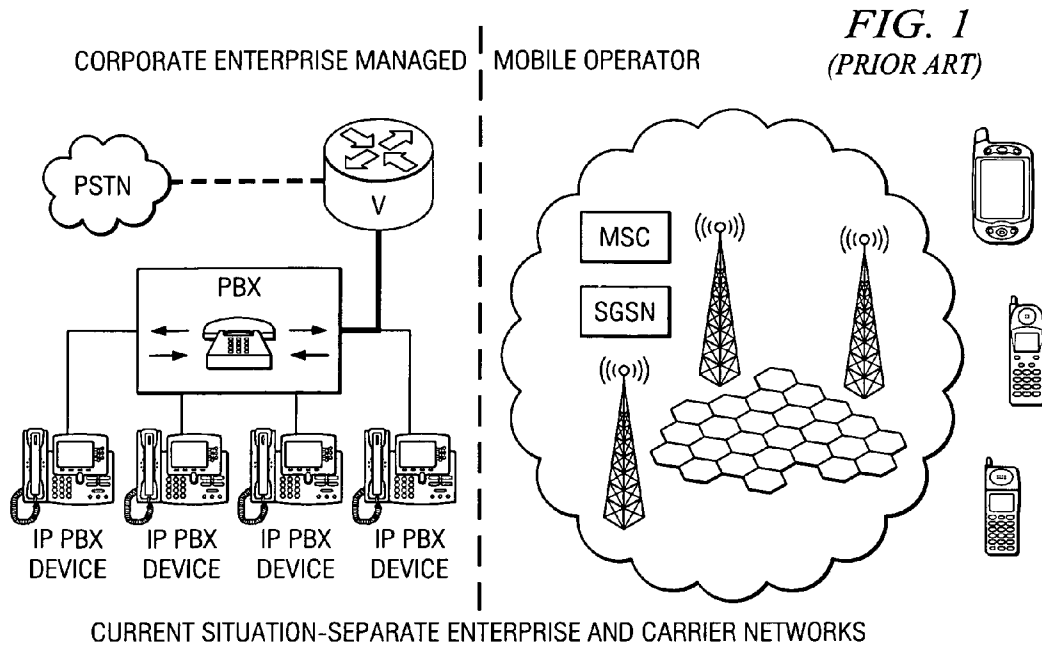 FIG. 1
(PRIOR ART)
CORPORATE ENTERPRISE MANAGED
MOBILE OPERATOR
PSTN
V
MSC
PBX
SGSN
IP PBX
DEVICE
IP PBX
DEVICE
IP PBX
DEVICE
IP PBX
DEVICE
CURRENT SITUATION-SEPARATE ENTERPRISE AND CARRIER NETWORKS